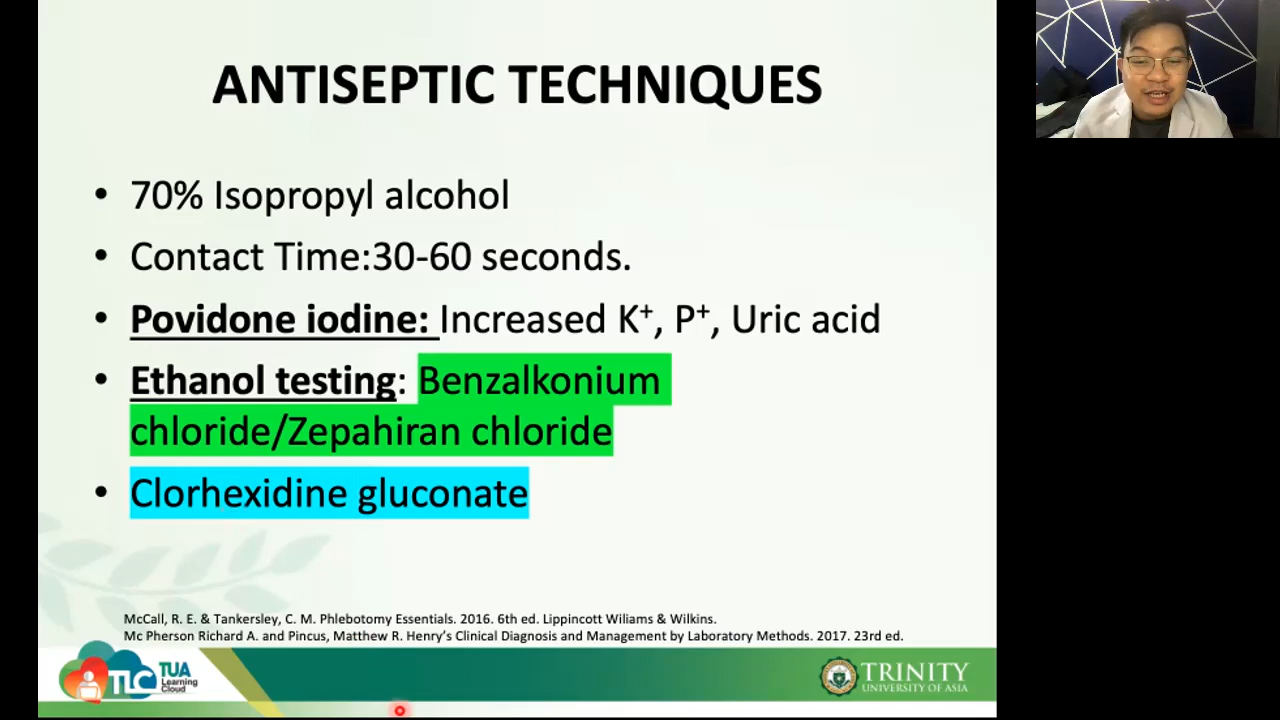 ANTISEPTIC TECHNIQUES
• 70% Isopropyl alcohol
• Contact Time:30-60 seconds.
• Povidone iodine: Increased K⁺, P⁺, Uric acid
• Ethanol testing: Benzalkonium
chloride/Zepahiran chloride
• Clorhexidine gluconate
McCall, R. E. & Tankersley, C. M. Phlebotomy Essentials. 2016. 6th ed. Lippincott Wiliams & Wilkins.
Mc Pherson Richard A. and Pincus, Matthew R. Henry's Clinical Diagnosis and Management by Laboratory Methods. 2017. 23rd ed.
TLC TUA
Learning
Cloud
TRINITY
UNIVERSITY OF ASIA